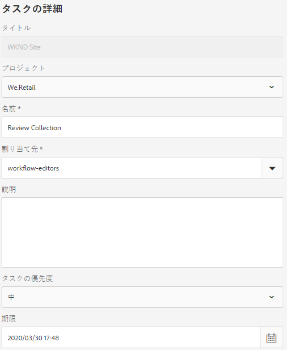 タスクの詳細
タイトル
WKND Site
プロジェクト
We.Retail
名前 *
Review Collection
割り当て先 *
workflow-editors
説明
タスクの優先度
中
期限
2020/03/30 17:48